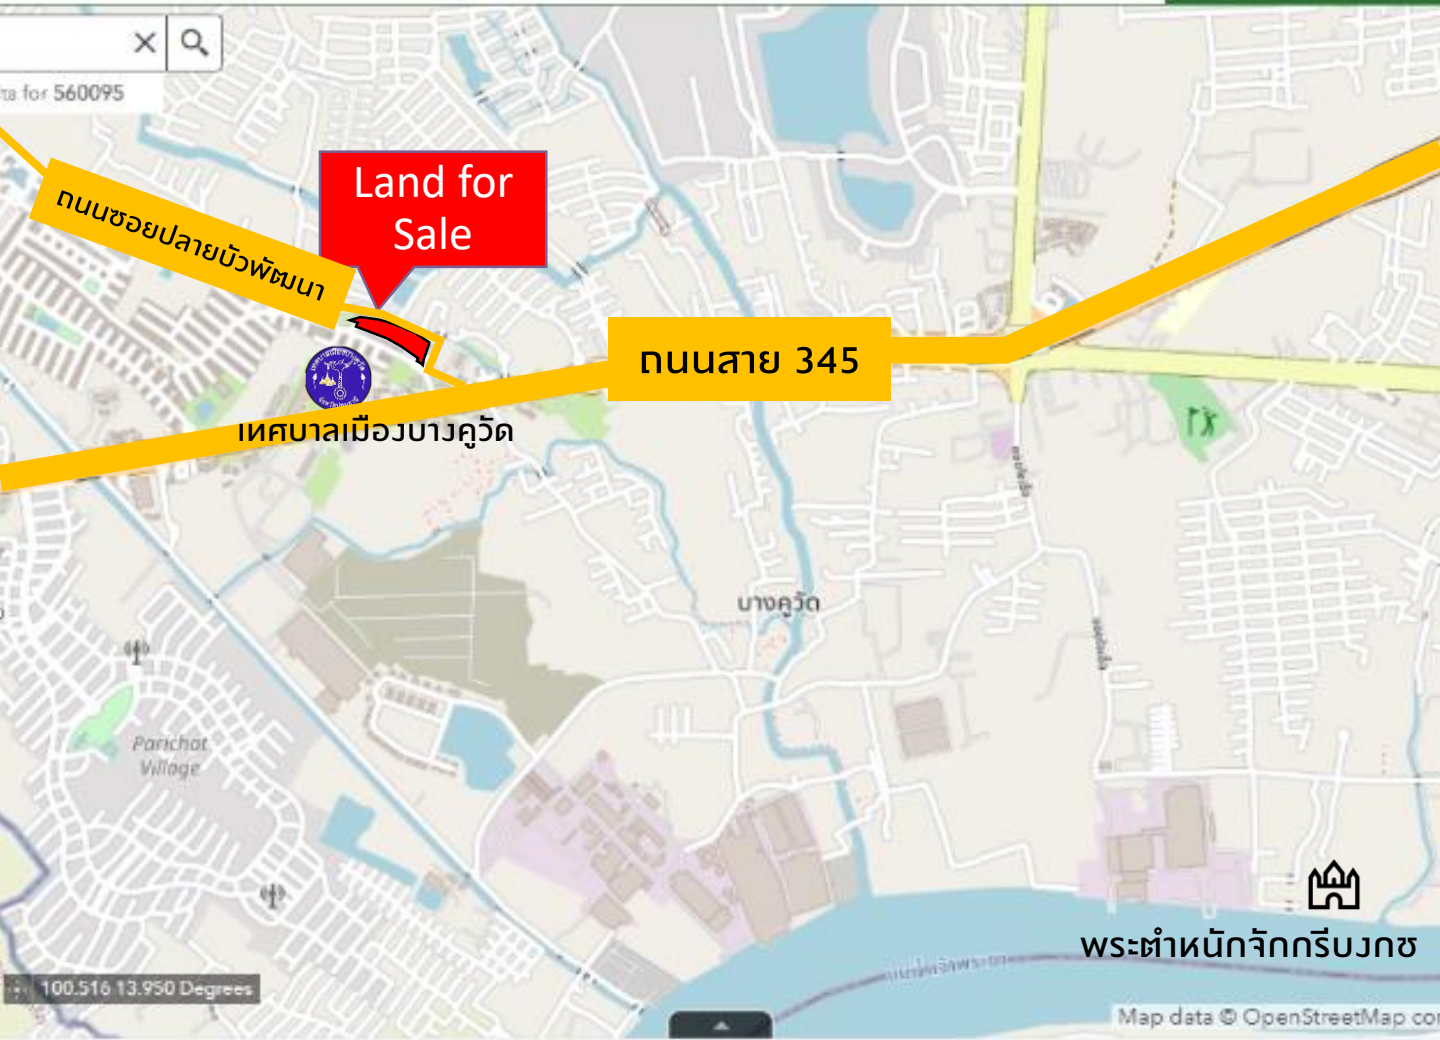 for 560095
Land for
Sale
ถนนซอยปลายบัวพัฒนา
ถนนสาย 345
เทศบาลเมืองบางคูวัด
บางคูวัด
Parichat
Village
พระตำหนักจักกรีบงกช
100.516 13.950 Degrees
Map data © OpenStreetMap